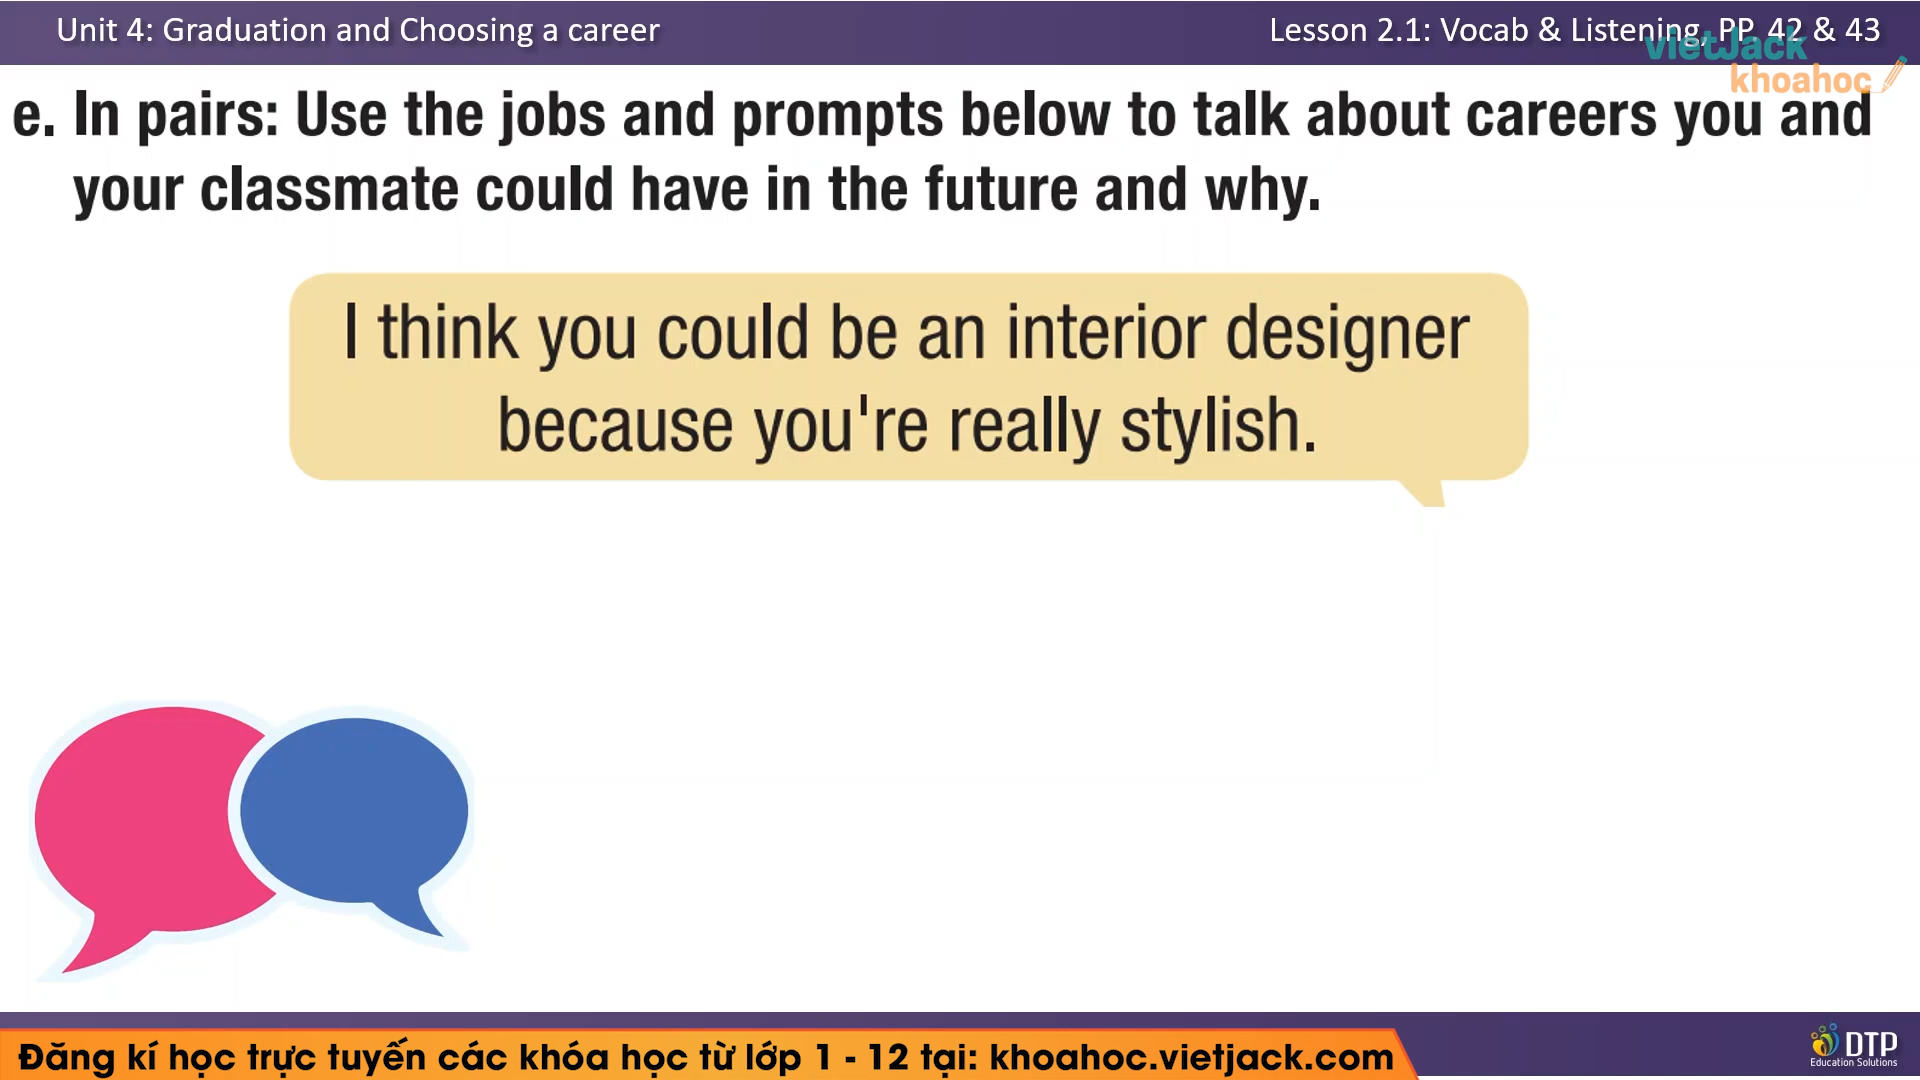 Unit 4: Graduation and Choosing a career
Lesson 2.1: Vocab & Listening, PP. 42 & 43
vietJack
khoahoc
e. In pairs: Use the jobs and prompts below to talk about careers you and
your classmate could have in the future and why.
I think you could be an interior designer
because you're really stylish.
Đăng kí học trực tuyến các khóa học từ lớp 1 - 12 tại: khoahoc.vietjack.com
DTP
Education Solutions